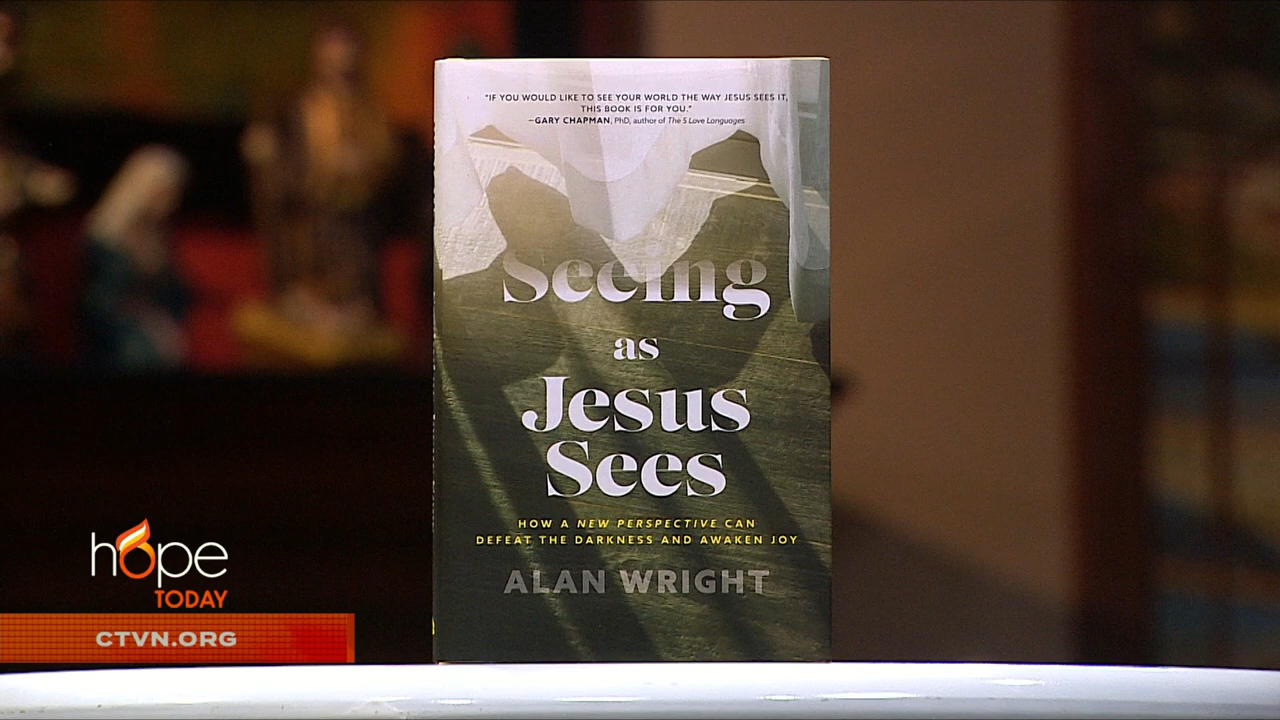 "IF YOU WOULD LIKE TO SEE YOUR WORLD THE WAY JESUS SEES IT,
THIS BOOK IS FOR YOU."
—GARY CHAPMAN, PhD, author of The 5 Love Languages
Seeing
as
Jesus
Sees
HOW A NEW PERSPECTIVE CAN
DEFEAT THE DARKNESS AND AWAKEN JOY
ALAN WRIGHT
hope
TODAY
CTVN.ORG